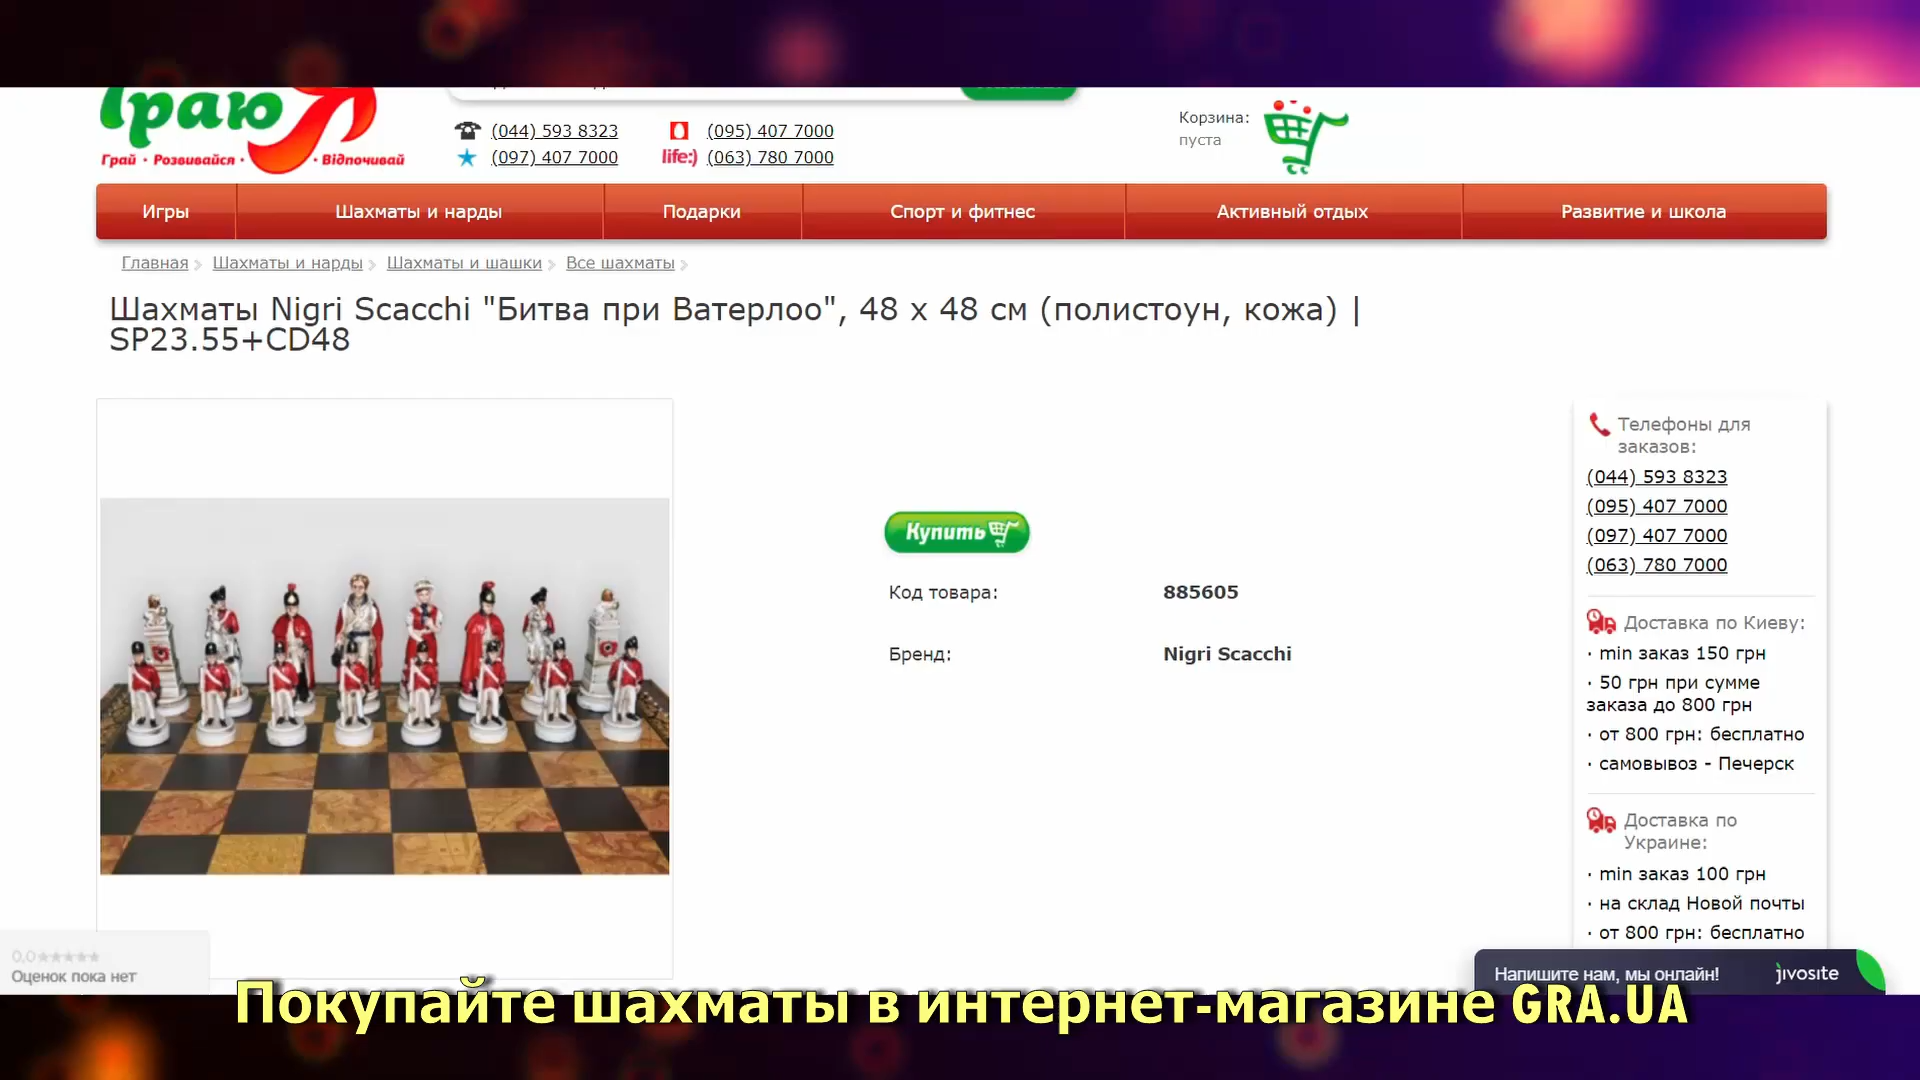 Граю Я
Грай · Розвивайся · Відпочивай
(044) 593 8323
(095) 407 7000
(097) 407 7000
life:) (063) 780 7000
Корзина:
пуста
Игры
Шахматы и нарды
Подарки
Спорт и фитнес
Активный отдых
Развитие и школа
Главная
Шахматы и нарды
Шахматы и шашки
Все шахматы
Шахматы Nigri Scacchi "Битва при Ватерлоо", 48 x 48 см (полистоун, кожа) |
SP23.55+CD48
Купить
Код товара: 885605
Бренд: Nigri Scacchi
Телефоны для
заказов:
(044) 593 8323
(095) 407 7000
(097) 407 7000
(063) 780 7000
Доставка по Киеву:
· min заказ 150 грн
· 50 грн при сумме
заказа до 800 грн
· от 800 грн: бесплатно
· самовывоз - Печерск
Доставка по
Украине:
· min заказ 100 грн
· на склад Новой почты
· от 800 грн: бесплатно
0,0
Оценок пока нет
Напишите нам, мы онлайн! jivosite
Покупайте шахматы в интернет-магазине GRA.UA